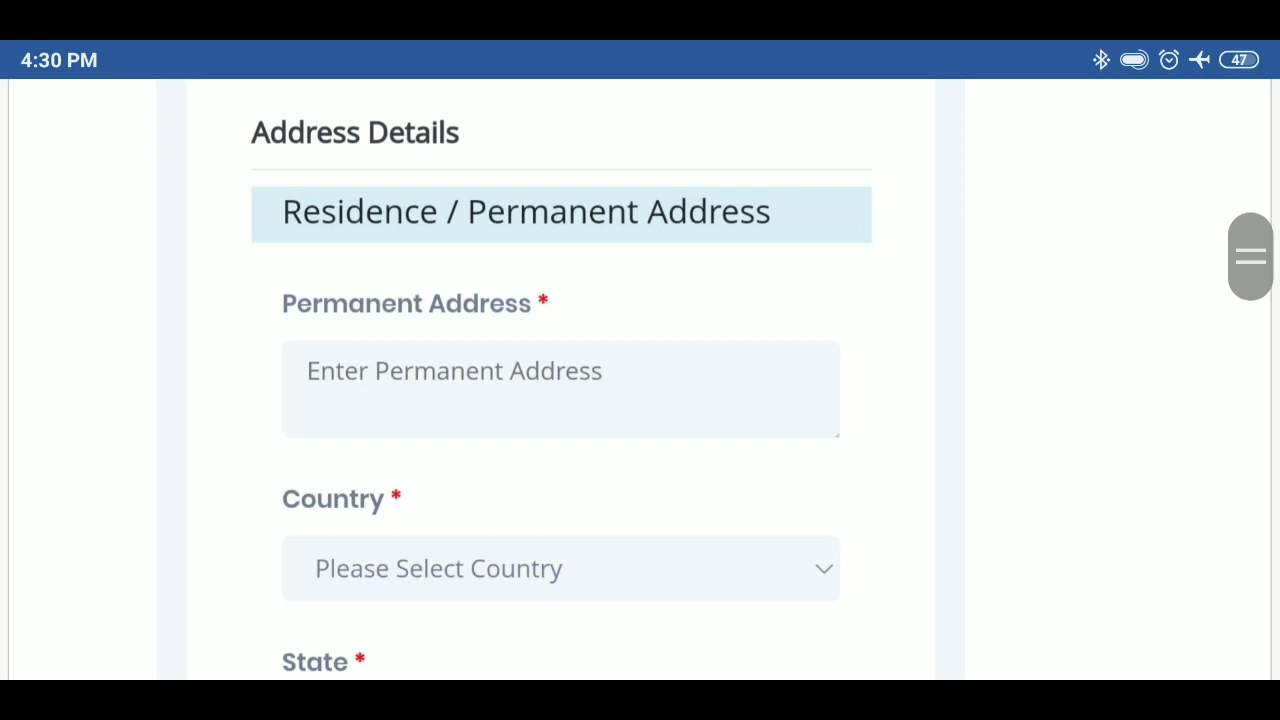 4:30 PM
47
Address Details
Residence / Permanent Address
Permanent Address *
Enter Permanent Address
Country *
Please Select Country
State *